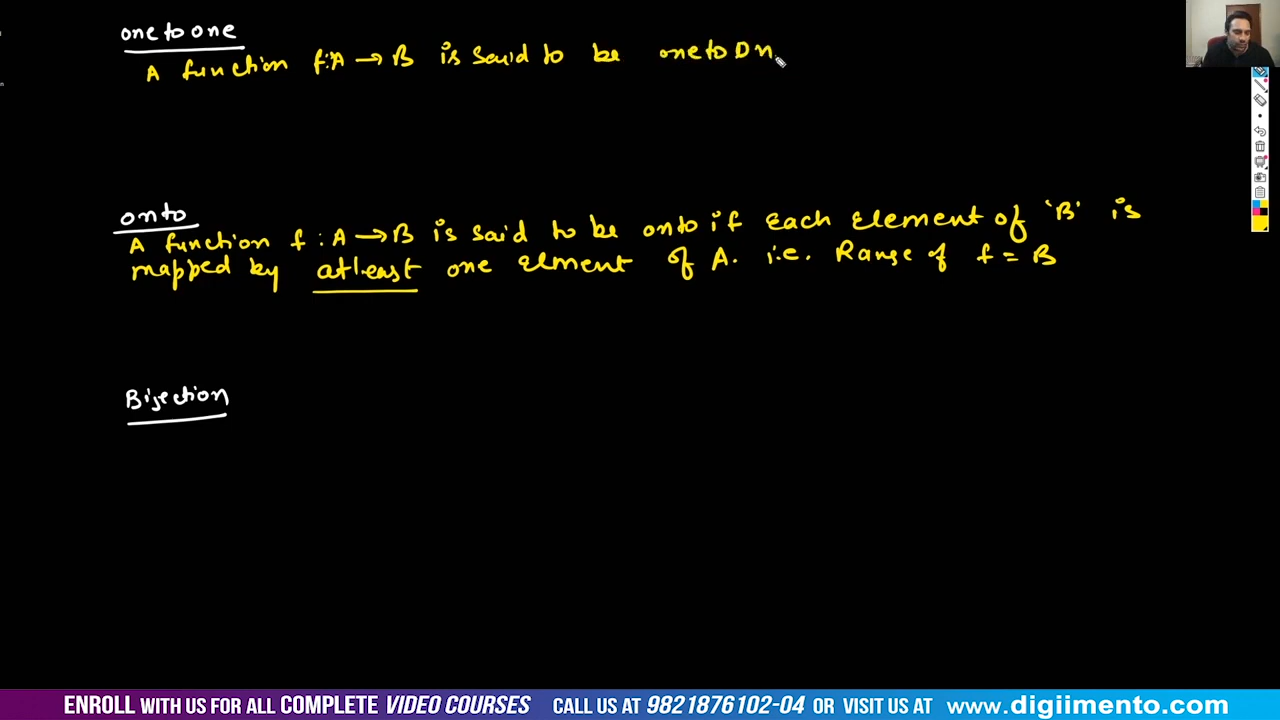 one to one
A function f: A → B is said to be one to on
onto
A function f : A → B is said to be onto if each element of 'B' is
mapped by atleast one elment of A. i.e. Range of f = B
Bijection
ENROLL WITH US FOR ALL COMPLETE VIDEO COURSES CALL US AT 9821876102-04 OR VISIT US AT www.digiimento.com